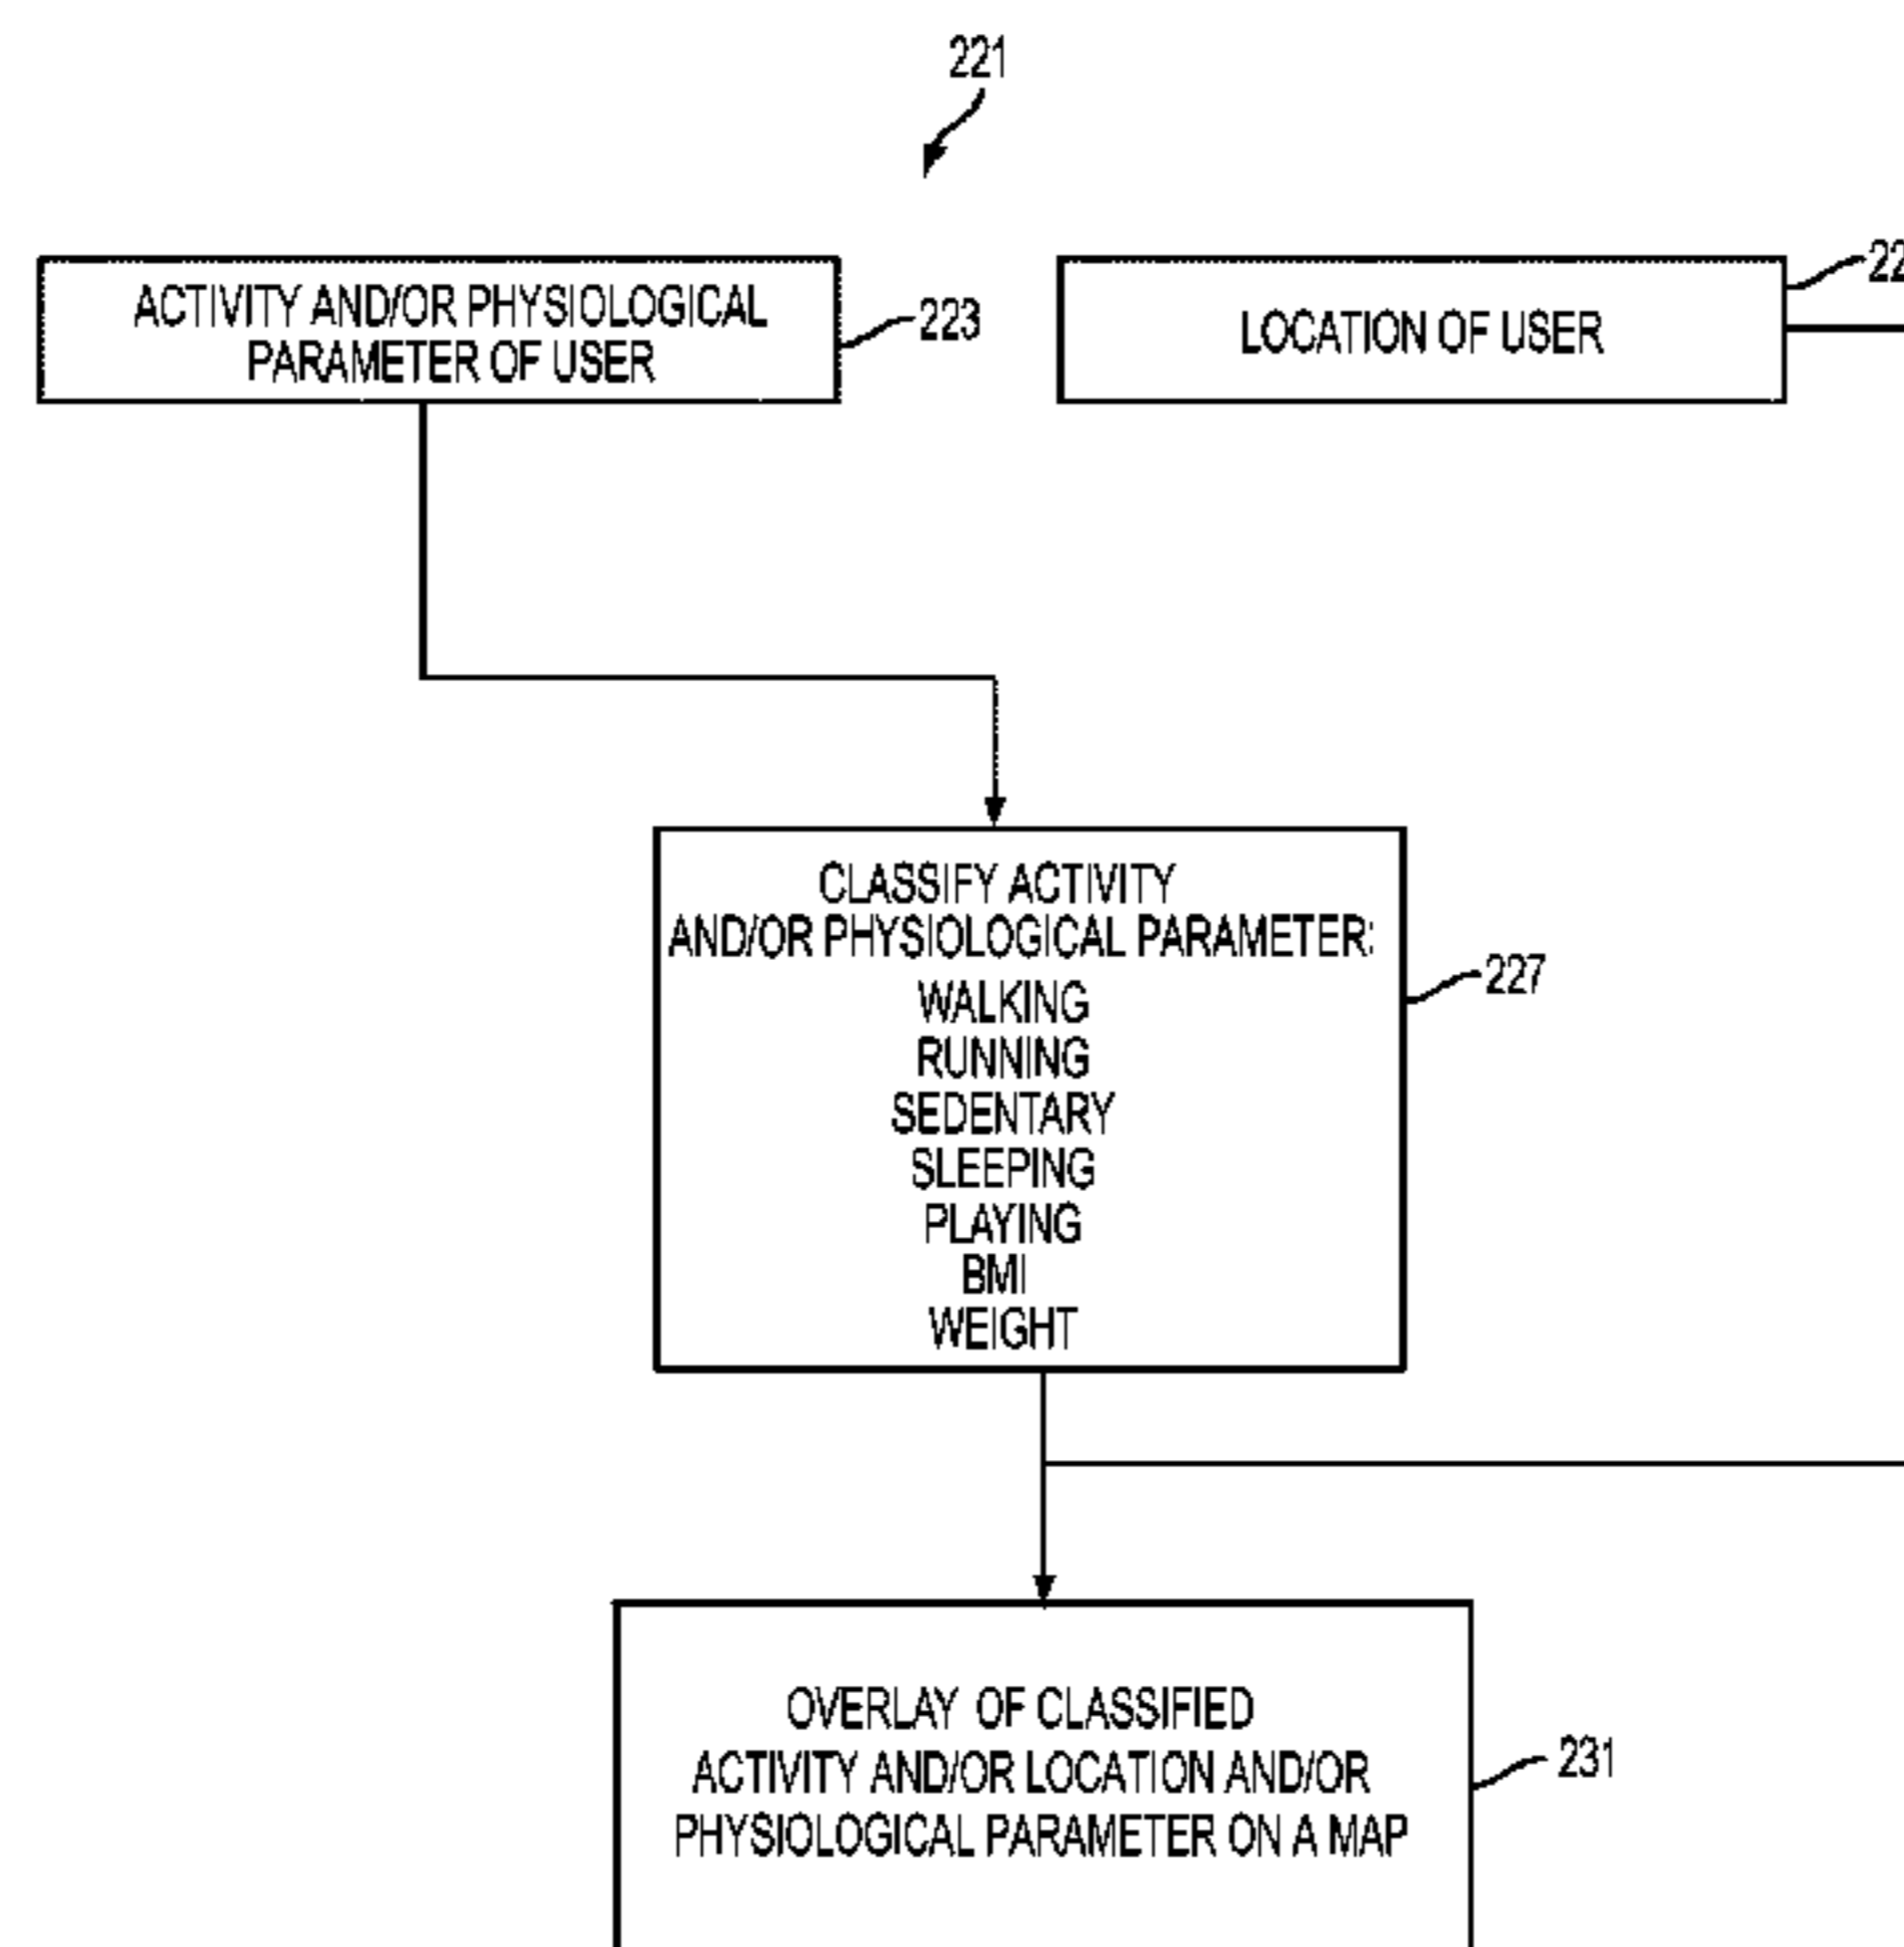 221
ACTIVITY AND/OR PHYSIOLOGICAL
PARAMETER OF USER
223
LOCATION OF USER
CLASSIFY ACTIVITY
AND/OR PHYSIOLOGICAL PARAMETER:
WALKING
RUNNING
SEDENTARY
SLEEPING
PLAYING
BMI
WEIGHT
227
OVERLAY OF CLASSIFIED
ACTIVITY AND/OR LOCATION AND/OR
PHYSIOLOGICAL PARAMETER ON A MAP
231